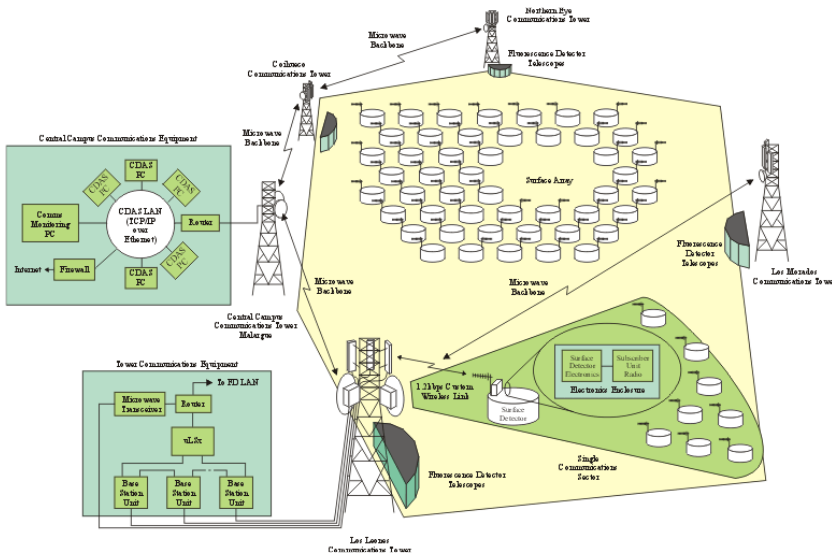 Northern Eye
Communications Tower
Microwave
Backbone
Fluorescence Detector
Telescopes
Coihueco
Communications Tower
Central Campus Communications Equipment
CDAS
PC
CDAS
PC
CDAS
PC
Comms
Monitoring
PC
CDAS LAN
(TCP/IP
over
Ethernet)
Router
Internet
Firewall
CDAS
PC
CDAS
PC
Microwave
Backbone
Surface Array
Fluorescence
Detector
Telescopes
Los Morados
Communications Tower
Microwave
Backbone
Microwave
Backbone
Central Campus
Communications Tower
Malargue
Tower Communications Equipment
To FD LAN
Microwave
Transceiver
Router
uLSx
Base
Station
Unit
Base
Station
Unit
Base
Station
Unit
1.2kbps Custom
Wireless Link
Surface
Detector
Surface
Detector
Electronics
Subscriber
Unit
Radio
Electronics Enclosure
Single
Communications
Sector
Fluorescence Detector
Telescopes
Los Leones
Communications Tower